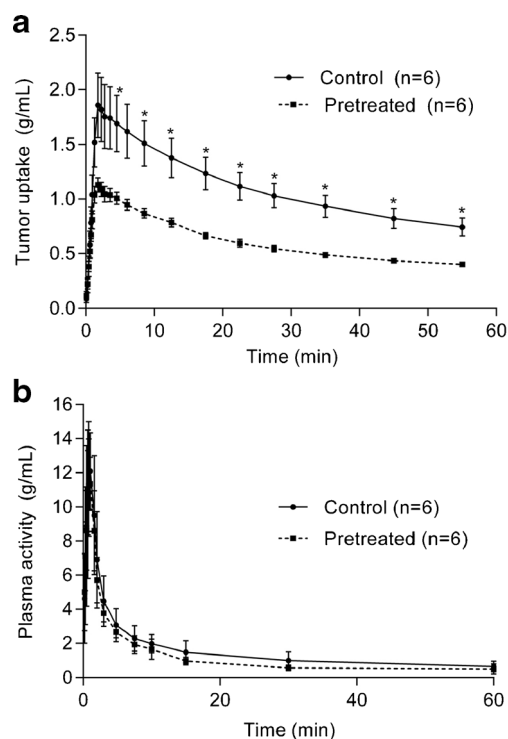 a
2.5
2.0
1.5
1.0
0.5
0.0
Tumor uptake (g/mL)
* * * * * * * * *
Control (n=6)
Pretreated (n=6)
0 10 20 30 40 50 60
Time (min)
b
16
14
12
10
8
6
4
2
0
Plasma activity (g/mL)
Control (n=6)
Pretreated (n=6)
0 20 40 60
Time (min)